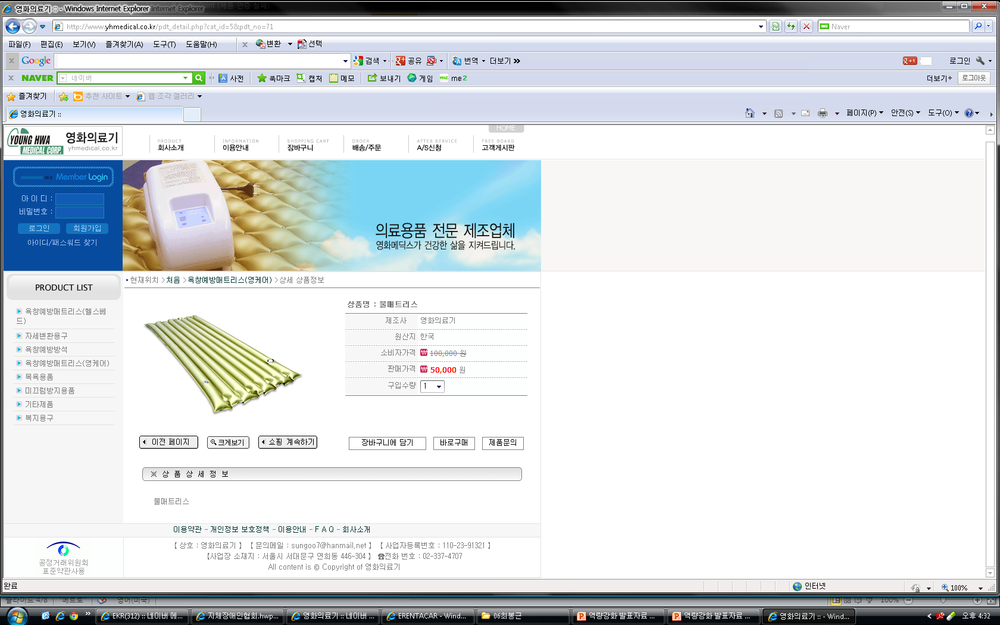 영화의료기 :: - Windows Internet Explorer
http://www.yhmedical.co.kr/pdt_detail.php?cat_id=5&pdt_no=71
Naver
파일(F) 편집(E) 보기(V) 즐겨찾기(A) 도구(T) 도움말(H) x 변환 선택
x Google 검색 공유 번역 더보기 » +1 로그인
x NAVER 네이버 사전 북마크 캡처 메모 보내기 게임 me2 더보기+ 로그아웃
즐겨찾기 추천 사이트 웹 조각 갤러리
영화의료기 :: 페이지(P) 안전(S) 도구(O)
HOME
YOUNG HWA MEDICAL CORP.
영화의료기
yhmedical.co.kr
PRODUCT
회사소개
INFORMATION
이용안내
SHOPPING CART
장바구니
ORDER
배송/주문
AFTER SERVICE
A/S신청
FREE BOARD
고객게시판
Member Login
아 이 디 :
비밀번호 :
로그인 회원가입
아이디/패스워드 찾기
의료용품 전문 제조업체
영화메딕스가 건강한 삶을 지켜드립니다.
PRODUCT LIST
욕창예방매트리스(헬스베
드)
자세변환용구
욕창예방방석
욕창예방매트리스(영케어)
목욕용품
미끄럼방지용품
기타제품
복지용구
현재위치 >처음 >욕창예방매트리스(영케어) >상세 상품정보
상품명 : 물매트리스
제조사 영화의료기
원산지 한국
소비자가격 ₩ 100,000 원
판매가격 ₩ 50,000 원
구입수량 1
이전 페이지 크게보기 쇼핑 계속하기
장바구니에 담기 바로구매 제품문의
※ 상 품 상 세 정 보
물매트리스
이용약관 - 개인정보 보호정책 - 이용안내 - F A Q - 회사소개
공정거래위원회
표준약관사용
【 상호 : 영화의료기 】 【 문의메일 : sungoo7@hanmail.net 】 【 사업자등록번호 : 110-23-91321 】
【사업장 소재지 : 서울시 서대문구 연희동 446-304 】 ☎전화 번호 : 02-337-4707
All content is © Copyright of 영화의료기
완료 인터넷 100%
슬라이드 4/8 "메트로" 영어(미국) 100%
» EKR(312) :: 네이버 메... 지체장애인협회.hwp... 영화의료기 :: 네이버 ... ERENTACAR - Wind... 06최봉근 역량강화 발표자료 ... 역량강화 발표자료 ... 영화의료기 :: - Wind... < 오후 4:32